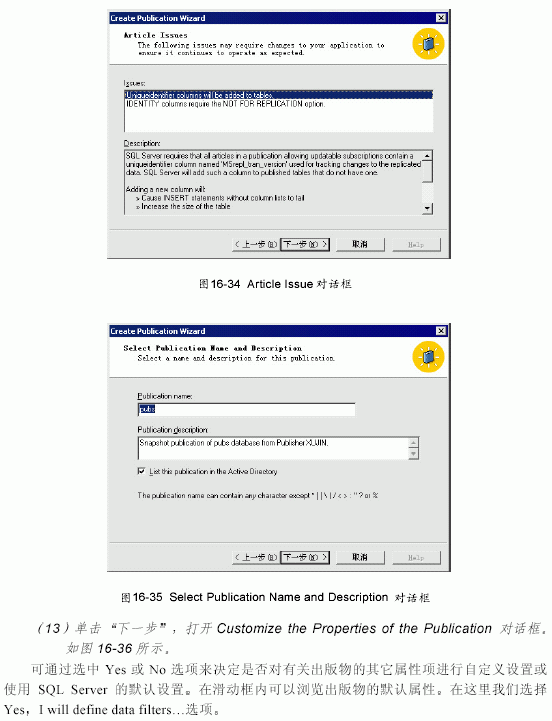 Create Publication Wizard
Article Issues
The following issues may require changes to your application to
ensure it continues to operate as expected.
Issues:
Uniqueidentifier columns will be added to tables.
IDENTITY columns require the NOT FOR REPLICATION option.
Description:
SQL Server requires that all articles in a publication allowing updatable subscriptions contain a
uniqueidentifier column named 'MSrepl_tran_version' used for tracking changes to the replicated
data. SQL Server will add such a column to published tables that do not have one.
Adding a new column will:
» Cause INSERT statements without column lists to fail
» Increase the size of the table
< 上一步(B) 下一步(N) > 取消 Help
图16-34 Article Issue 对话框
Create Publication Wizard
Select Publication Name and Description
Select a name and description for this publication.
Publication name:
pubs
Publication description:
Snapshot publication of pubs database from Publisher XUJIN.
List this publication in the Active Directory
The publication name can contain any character except * | [ ] \ / < > : " ? or %
< 上一步(B) 下一步(N) > 取消 Help
图16-35 Select Publication Name and Description 对话框
（13）单击“下一步”，打开 Customize the Properties of the Publication 对话框。
如图 16-36 所示。
可通过选中 Yes 或 No 选项来决定是否对有关出版物的其它属性项进行自定义设置或
使用 SQL Server 的默认设置。在滑动框内可以浏览出版物的默认属性。在这里我们选择
Yes，I will define data filters…选项。